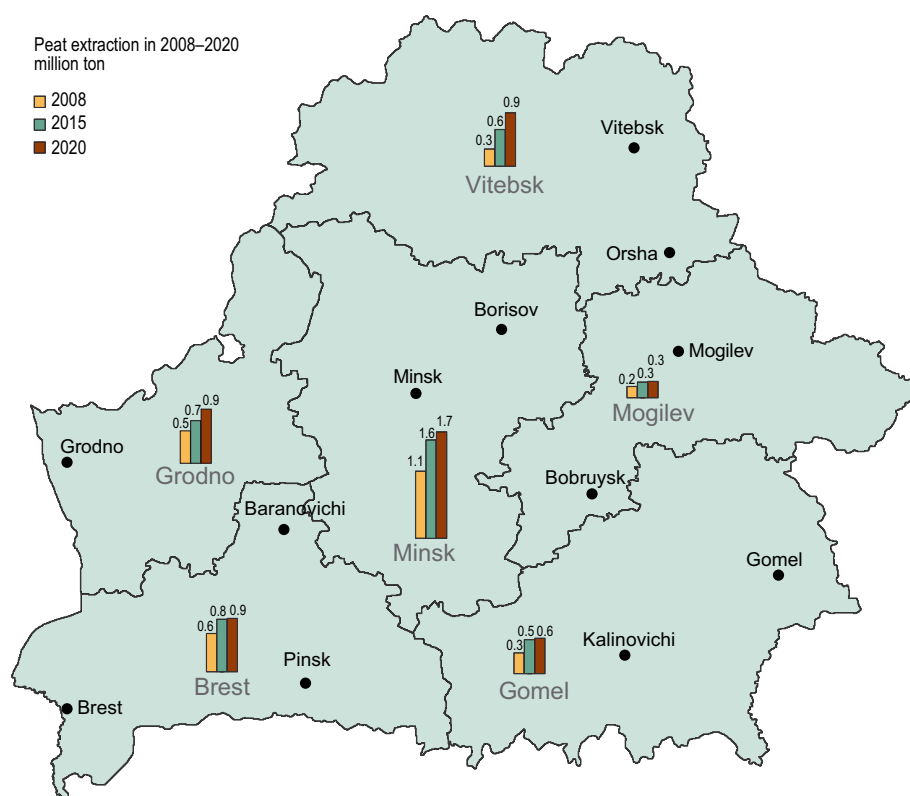 Peat extraction in 2008–2020
million ton
2008
2015
2020
0.3 0.6 0.9
Vitebsk
Vitebsk
Orsha
Borisov
Minsk
1.1 1.6 1.7
Minsk
Mogilev
0.2 0.3 0.3
Mogilev
Bobruysk
Grodno
0.5 0.7 0.9
Grodno
Baranovichi
Gomel
Kalinovichi
0.3 0.5 0.6
Gomel
0.6 0.8 0.9
Brest
Pinsk
Brest